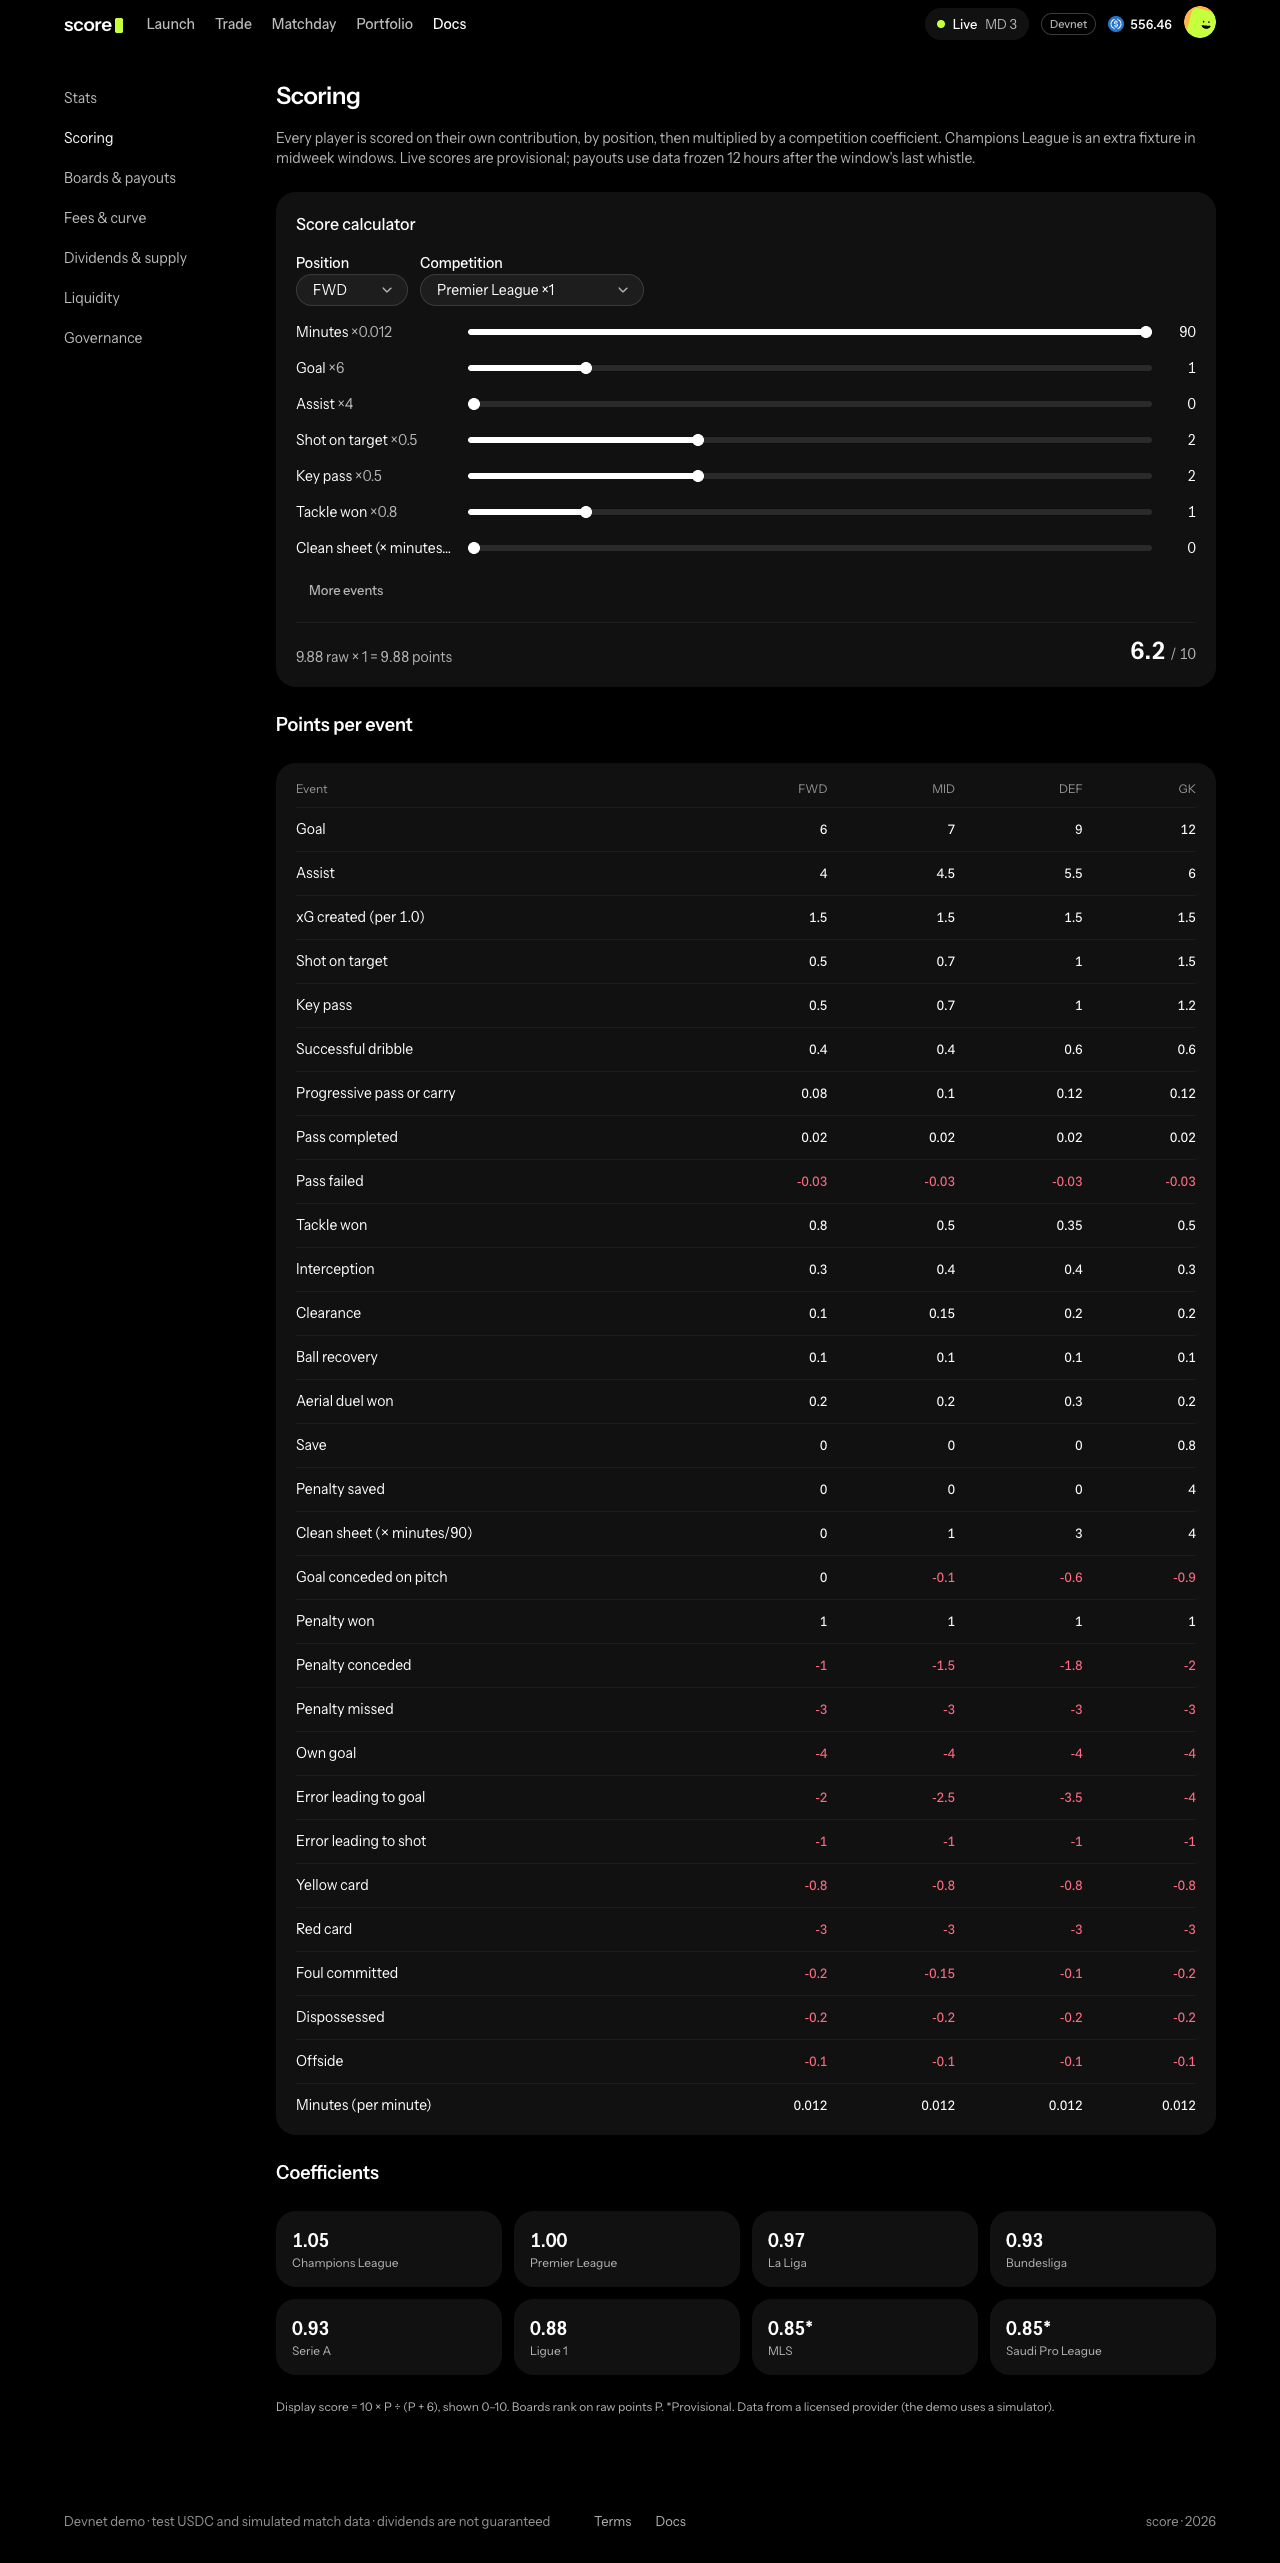 score Launch Trade Matchday Portfolio Docs Live MD 3 Devnet 556.46
Stats
Scoring
Boards & payouts
Fees & curve
Dividends & supply
Liquidity
Governance
Scoring
Every player is scored on their own contribution, by position, then multiplied by a competition coefficient. Champions League is an extra fixture in
midweek windows. Live scores are provisional; payouts use data frozen 12 hours after the window's last whistle.
Score calculator
Position Competition
FWD Premier League ×1
Minutes ×0.012 90
Goal ×6 1
Assist ×4 0
Shot on target ×0.5 2
Key pass ×0.5 2
Tackle won ×0.8 1
Clean sheet (× minutes... 0
More events
9.88 raw × 1 = 9.88 points 6.2 / 10
Points per event
Event FWD MID DEF GK
Goal 6 7 9 12
Assist 4 4.5 5.5 6
xG created (per 1.0) 1.5 1.5 1.5 1.5
Shot on target 0.5 0.7 1 1.5
Key pass 0.5 0.7 1 1.2
Successful dribble 0.4 0.4 0.6 0.6
Progressive pass or carry 0.08 0.1 0.12 0.12
Pass completed 0.02 0.02 0.02 0.02
Pass failed -0.03 -0.03 -0.03 -0.03
Tackle won 0.8 0.5 0.35 0.5
Interception 0.3 0.4 0.4 0.3
Clearance 0.1 0.15 0.2 0.2
Ball recovery 0.1 0.1 0.1 0.1
Aerial duel won 0.2 0.2 0.3 0.2
Save 0 0 0 0.8
Penalty saved 0 0 0 4
Clean sheet (× minutes/90) 0 1 3 4
Goal conceded on pitch 0 -0.1 -0.6 -0.9
Penalty won 1 1 1 1
Penalty conceded -1 -1.5 -1.8 -2
Penalty missed -3 -3 -3 -3
Own goal -4 -4 -4 -4
Error leading to goal -2 -2.5 -3.5 -4
Error leading to shot -1 -1 -1 -1
Yellow card -0.8 -0.8 -0.8 -0.8
Red card -3 -3 -3 -3
Foul committed -0.2 -0.15 -0.1 -0.2
Dispossessed -0.2 -0.2 -0.2 -0.2
Offside -0.1 -0.1 -0.1 -0.1
Minutes (per minute) 0.012 0.012 0.012 0.012
Coefficients
1.05 1.00 0.97 0.93
Champions League Premier League La Liga Bundesliga
0.93 0.88 0.85* 0.85*
Serie A Ligue 1 MLS Saudi Pro League
Display score = 10 × P ÷ (P + 6), shown 0–10. Boards rank on raw points P. *Provisional. Data from a licensed provider (the demo uses a simulator).
Devnet demo · test USDC and simulated match data · dividends are not guaranteed Terms Docs score · 2026